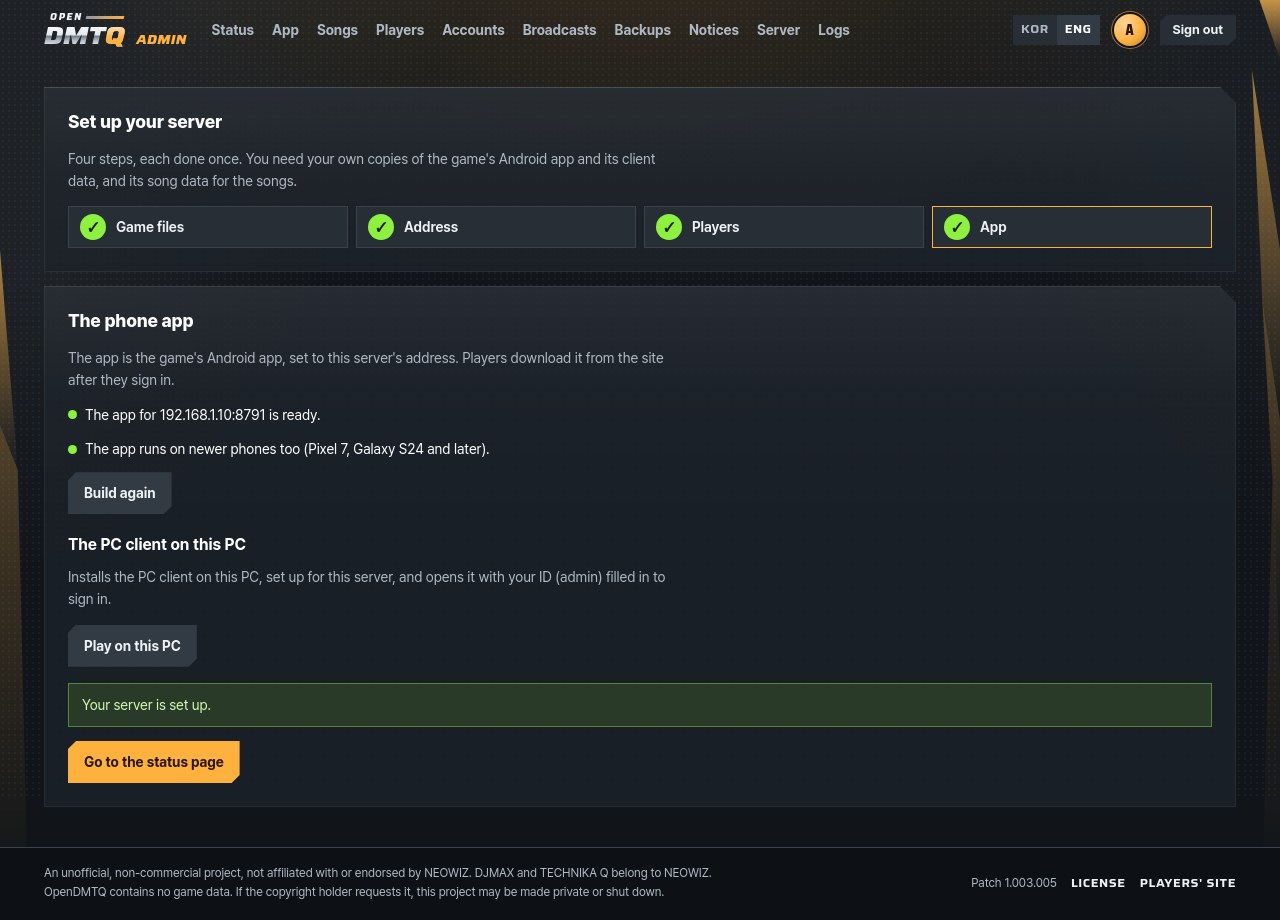 OPEN
DMTQ ADMIN
Status App Songs Players Accounts Broadcasts Backups Notices Server Logs
KOR ENG A Sign out
Set up your server
Four steps, each done once. You need your own copies of the game's Android app and its client
data, and its song data for the songs.
✓ Game files ✓ Address ✓ Players ✓ App
The phone app
The app is the game's Android app, set to this server's address. Players download it from the site
after they sign in.
The app for 192.168.1.10:8791 is ready.
The app runs on newer phones too (Pixel 7, Galaxy S24 and later).
Build again
The PC client on this PC
Installs the PC client on this PC, set up for this server, and opens it with your ID (admin) filled in to
sign in.
Play on this PC
Your server is set up.
Go to the status page
An unofficial, non-commercial project, not affiliated with or endorsed by NEOWIZ. DJMAX and TECHNIKA Q belong to NEOWIZ.
OpenDMTQ contains no game data. If the copyright holder requests it, this project may be made private or shut down.
Patch 1.003.005 LICENSE PLAYERS' SITE